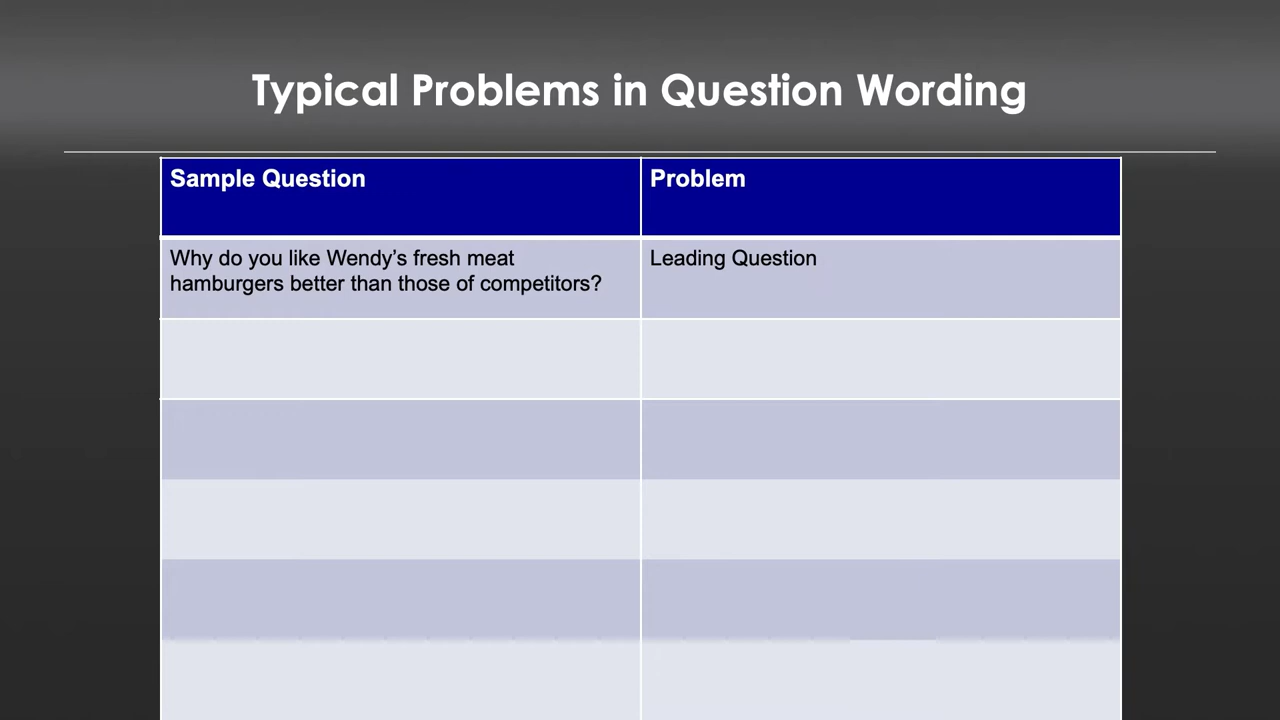 Typical Problems in Question Wording
Sample Question
Problem
Why do you like Wendy’s fresh meat
hamburgers better than those of competitors?
Leading Question